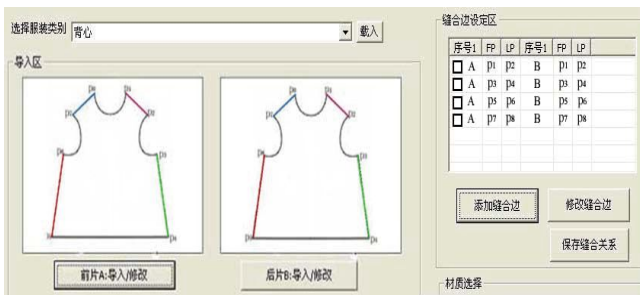 选择服装类别 背心 载入
导入区
前片A:导入/修改
后片B:导入/修改
缝合边设定区
序号1 FP LP 序号1 FP LP
A p1 p2 B p1 p2
A p3 p4 B p3 p4
A p5 p6 B p5 p6
A p7 p8 B p7 p8
添加缝合边 修改缝合边
保存缝合关系
材质选择